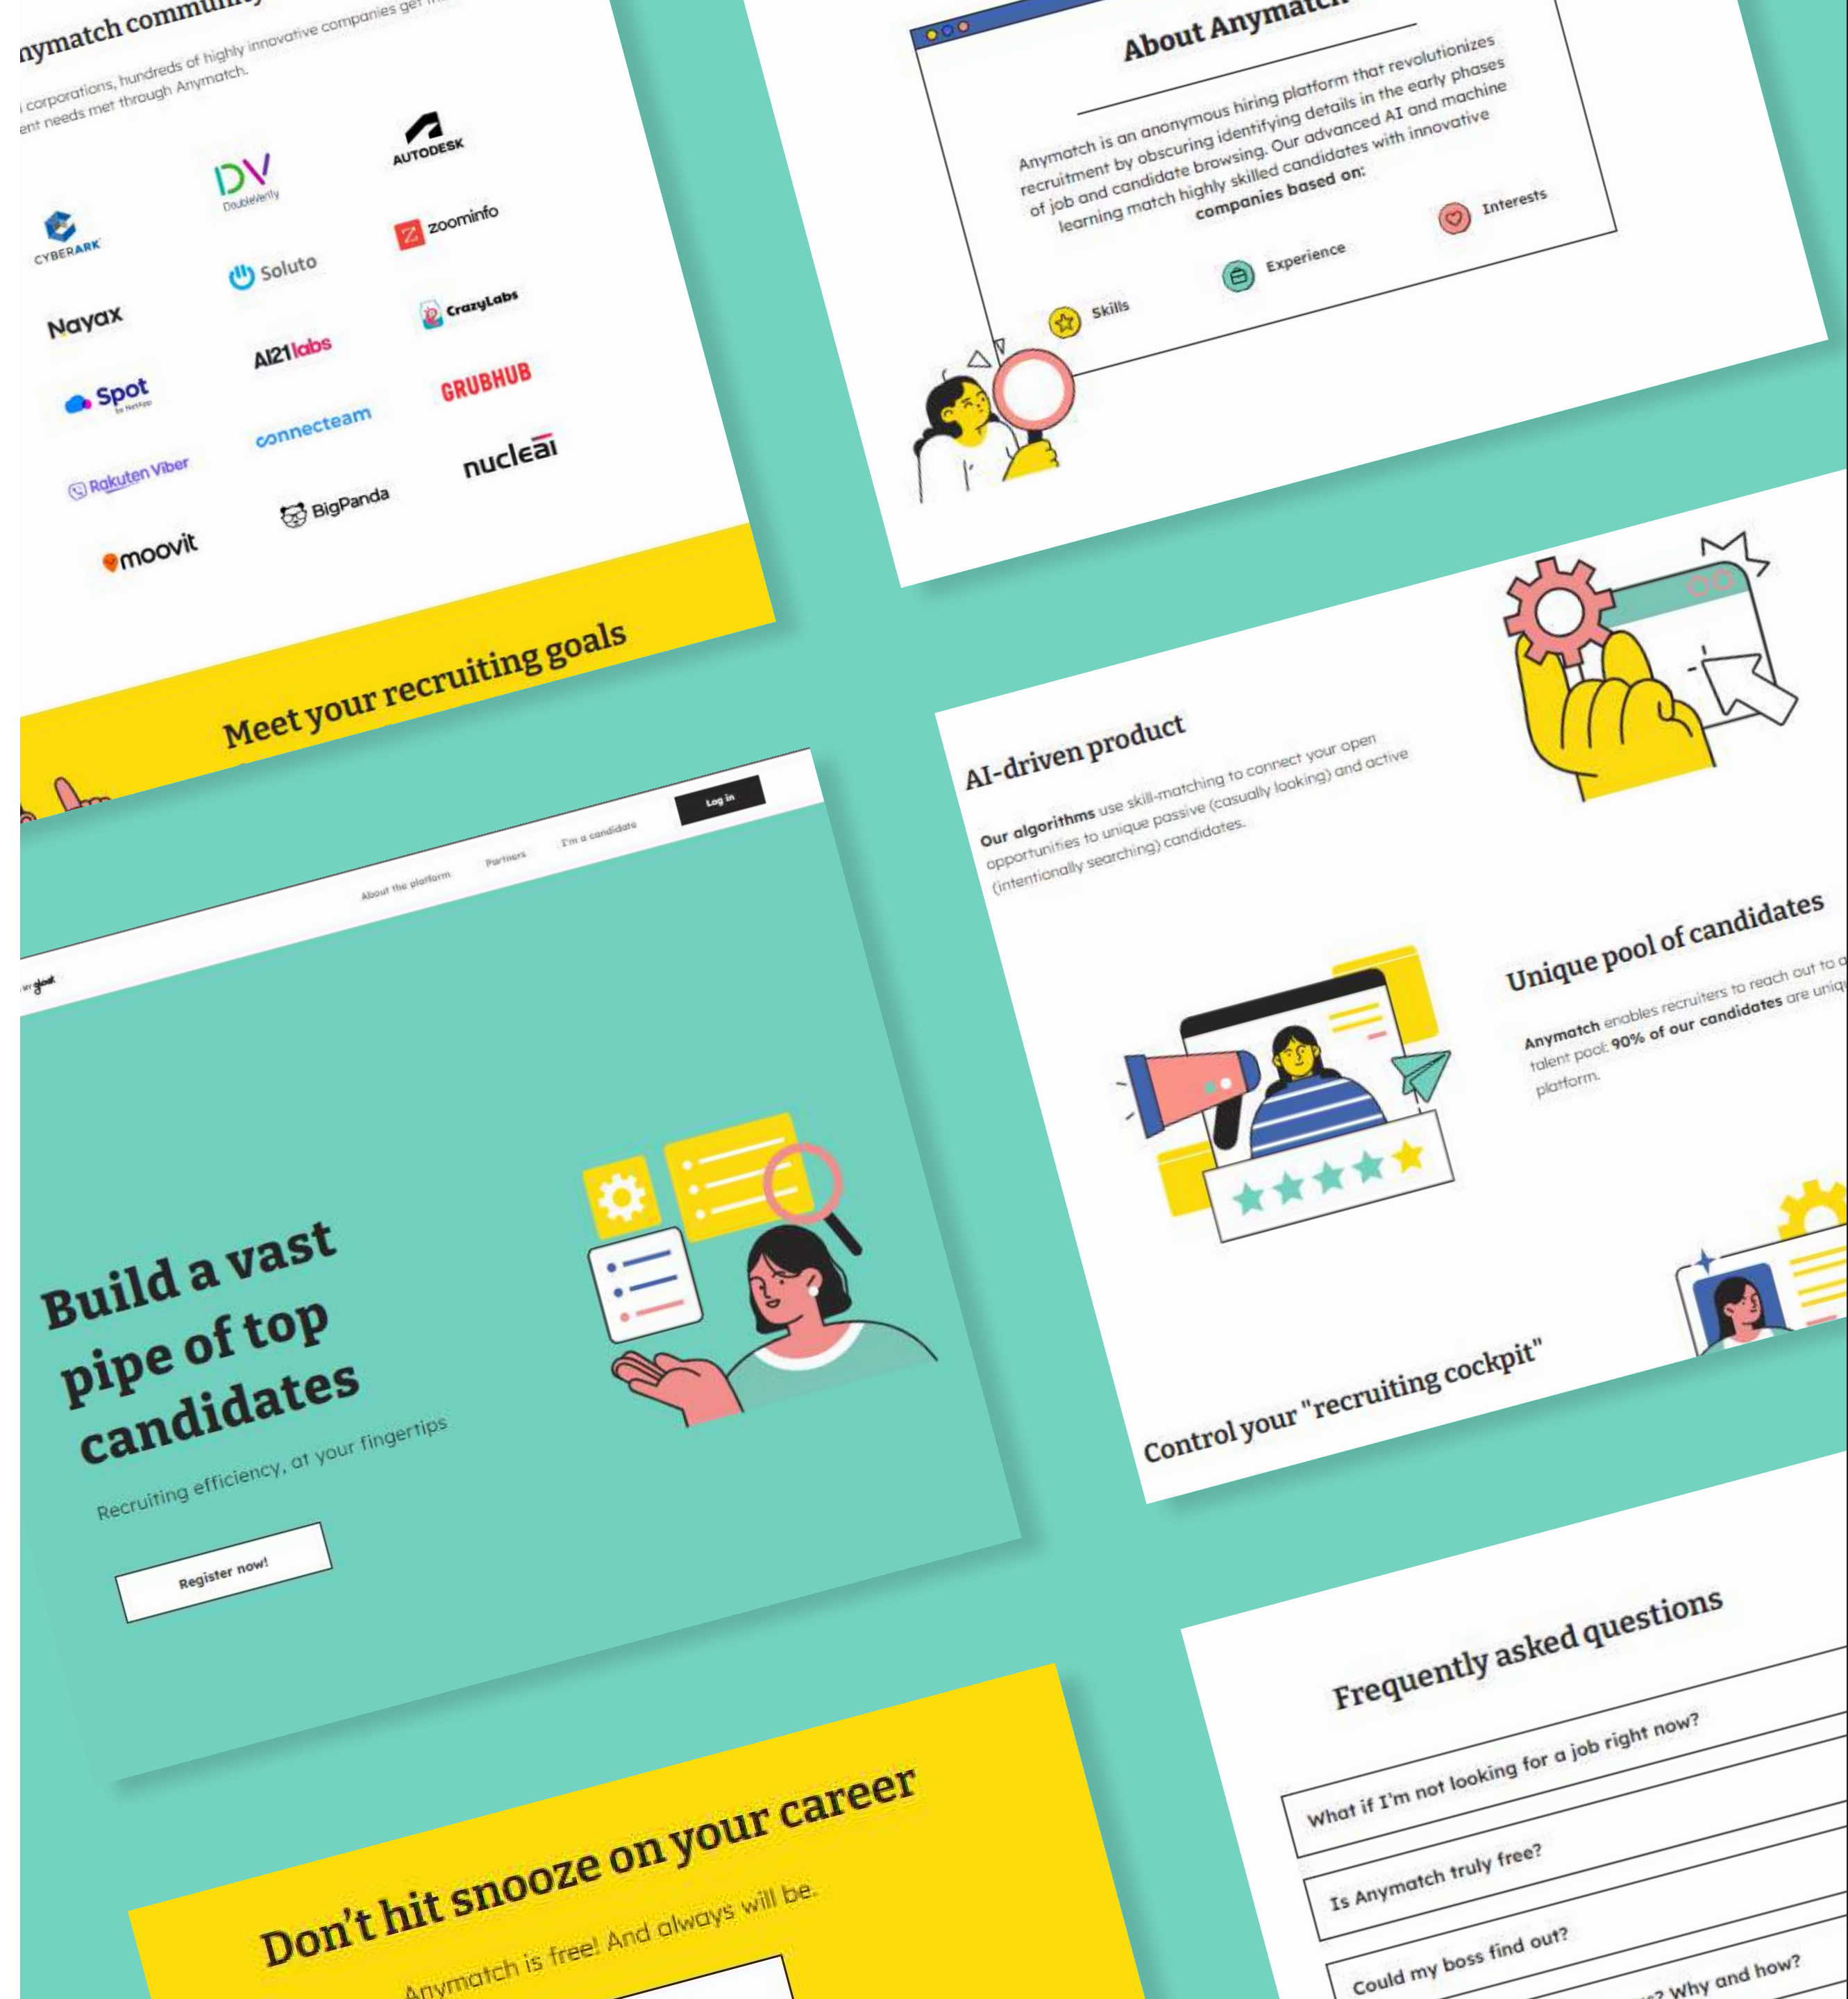 nymatch communi
corporations, hundreds of highly innovative companies get
ent needs met through Anymatch.
CYBERARK
DV
DoubleVerify
AUTODESK
Nayax
Soluto
zoominfo
Spot
by NetApp
AI21labs
CrazyLabs
Rakuten Viber
connecteam
GRUBHUB
moovit
BigPanda
nucleai
Meet your recruiting goals
About Anymatch
Anymatch is an anonymous hiring platform that revolutionizes
recruitment by obscuring identifying details in the early phases
of job and candidate browsing. Our advanced AI and machine
learning match highly skilled candidates with innovative
companies based on:
Skills
Experience
Interests
BY gloat
About the platform
Partners
I'm a candidate
Log in
Build a vast
pipe of top
candidates
Recruiting efficiency, at your fingertips
Register now!
AI-driven product
Our algorithms use skill-matching to connect your open
opportunities to unique passive (casually looking) and active
(intentionally searching) candidates.
Unique pool of candidates
Anymatch enables recruiters to reach out to a
talent pool: 90% of our candidates are uniq
platform.
Control your "recruiting cockpit"
Don't hit snooze on your career
Anymatch is free! And always will be.
Frequently asked questions
What if I'm not looking for a job right now?
Is Anymatch truly free?
Could my boss find out?
? Why and how?